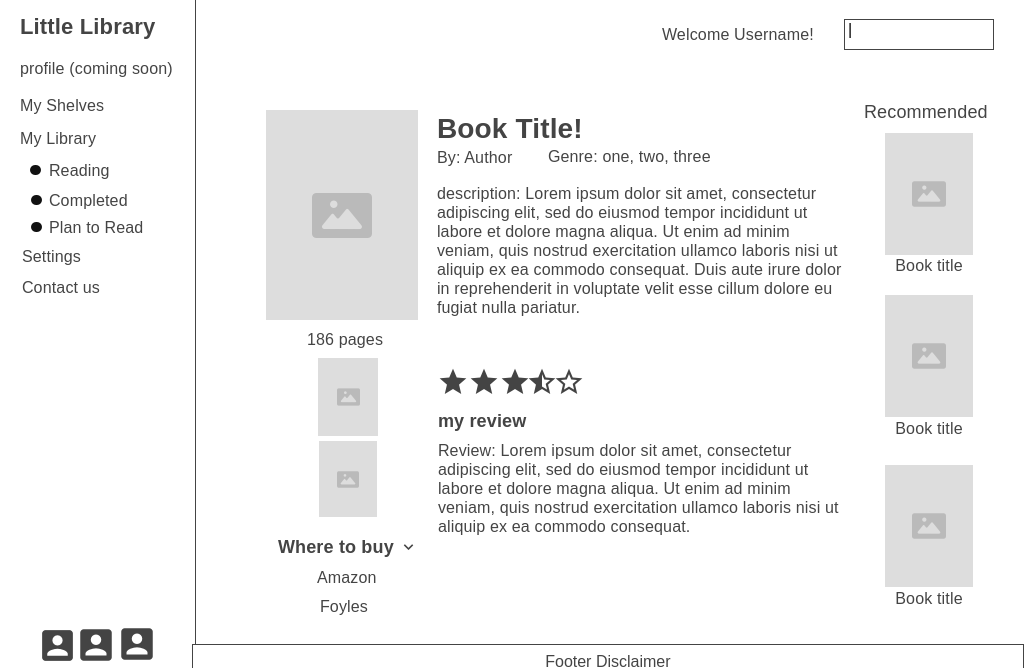 Little Library
profile (coming soon)
My Shelves
My Library
Reading
Completed
Plan to Read
Settings
Contact us
Welcome Username!
Book Title!
By: Author
Genre: one, two, three
description: Lorem ipsum dolor sit amet, consectetur
adipiscing elit, sed do eiusmod tempor incididunt ut
labore et dolore magna aliqua. Ut enim ad minim
veniam, quis nostrud exercitation ullamco laboris nisi ut
aliquip ex ea commodo consequat. Duis aute irure dolor
in reprehenderit in voluptate velit esse cillum dolore eu
fugiat nulla pariatur.
186 pages
my review
Review: Lorem ipsum dolor sit amet, consectetur
adipiscing elit, sed do eiusmod tempor incididunt ut
labore et dolore magna aliqua. Ut enim ad minim
veniam, quis nostrud exercitation ullamco laboris nisi ut
aliquip ex ea commodo consequat.
Where to buy
Amazon
Foyles
Recommended
Book title
Book title
Book title
Footer Disclaimer